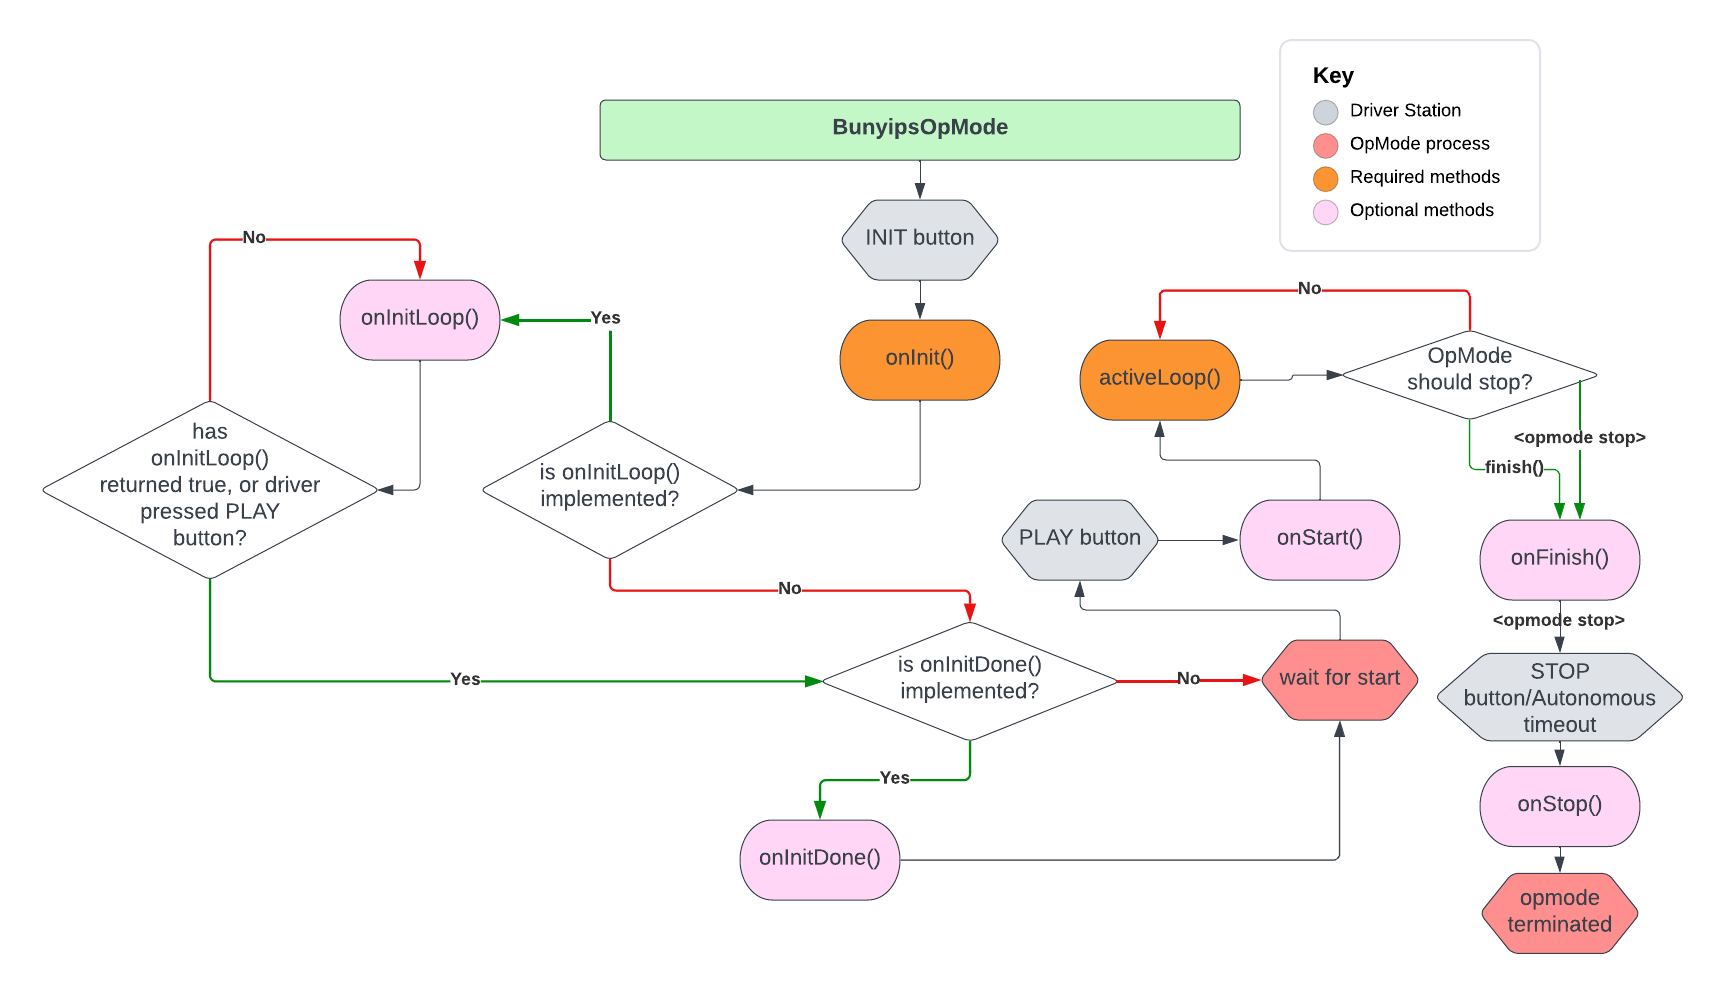 Key
Driver Station
OpMode process
Required methods
Optional methods
BunyipsOpMode
INIT button
No
onInitLoop()
Yes
onInit()
No
activeLoop()
OpMode
should stop?
<opmode stop>
finish()
has
onInitLoop()
returned true, or driver
pressed PLAY
button?
is onInitLoop()
implemented?
PLAY button
onStart()
onFinish()
No
<opmode stop>
Yes
is onInitDone()
implemented?
No
wait for start
STOP
button/Autonomous
timeout
Yes
onInitDone()
onStop()
opmode
terminated